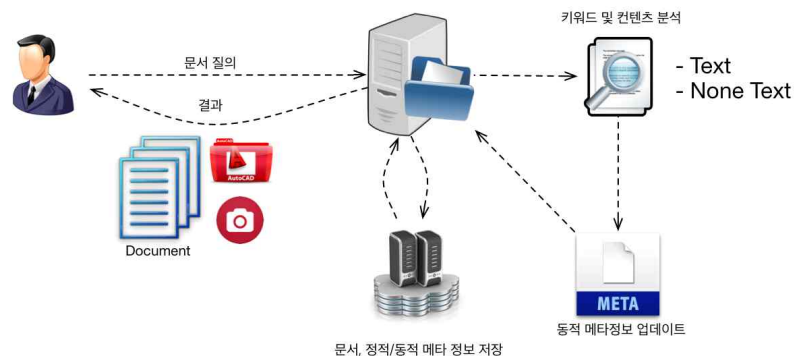 키워드 및 컨텐츠 분석
문서 질의
- Text
- None Text
결과
AutoCAD
Document
META
동적 메타정보 업데이트
문서, 정적/동적 메타 정보 저장